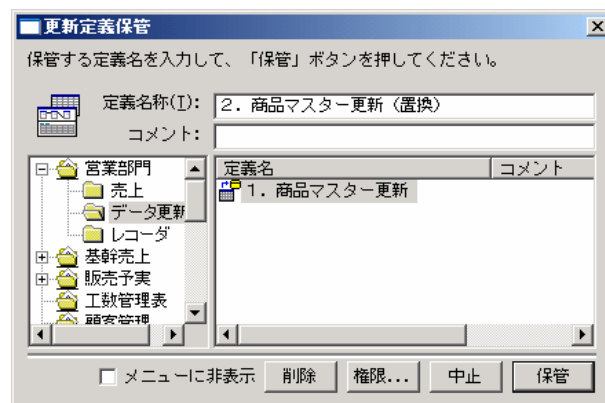 更新定義保管
保管する定義名を入力して、「保管」ボタンを押してください。
定義名称(I): 2. 商品マスター更新（置換）
コメント:
定義名 コメント
営業部門
売上
データ更新
レコーダ
基幹売上
販売予実
工数管理表
顧客管理
1. 商品マスター更新
メニューに非表示 削除 権限... 中止 保管